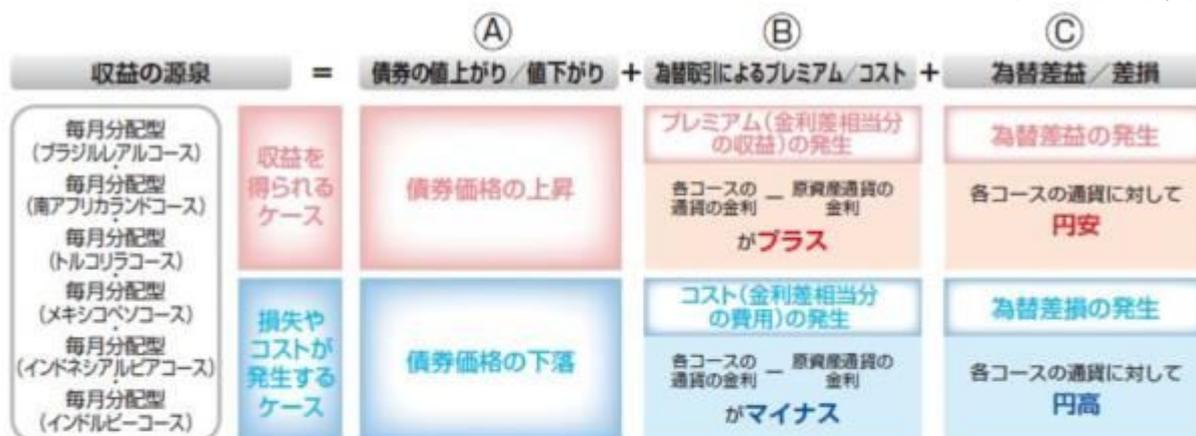 Ⓐ Ⓑ Ⓒ
収益の源泉 = 債券の値上がり/値下がり + 為替取引によるプレミアム/コスト + 為替差益/差損
毎月分配型
(ブラジルレアルコース)
毎月分配型
(南アフリカランドコース)
毎月分配型
(トルコリラコース)
毎月分配型
(メキシコペソコース)
毎月分配型
(インドネシアルピアコース)
毎月分配型
(インドルピーコース)
収益を
得られる
ケース
債券価格の上昇
プレミアム(金利差相当分
の収益)の発生
各コースの
通貨の金利 − 原資産通貨の
金利
がプラス
為替差益の発生
各コースの通貨に対して
円安
損失や
コストが
発生する
ケース
債券価格の下落
コスト(金利差相当分
の費用)の発生
各コースの
通貨の金利 − 原資産通貨の
金利
がマイナス
為替差損の発生
各コースの通貨に対して
円高